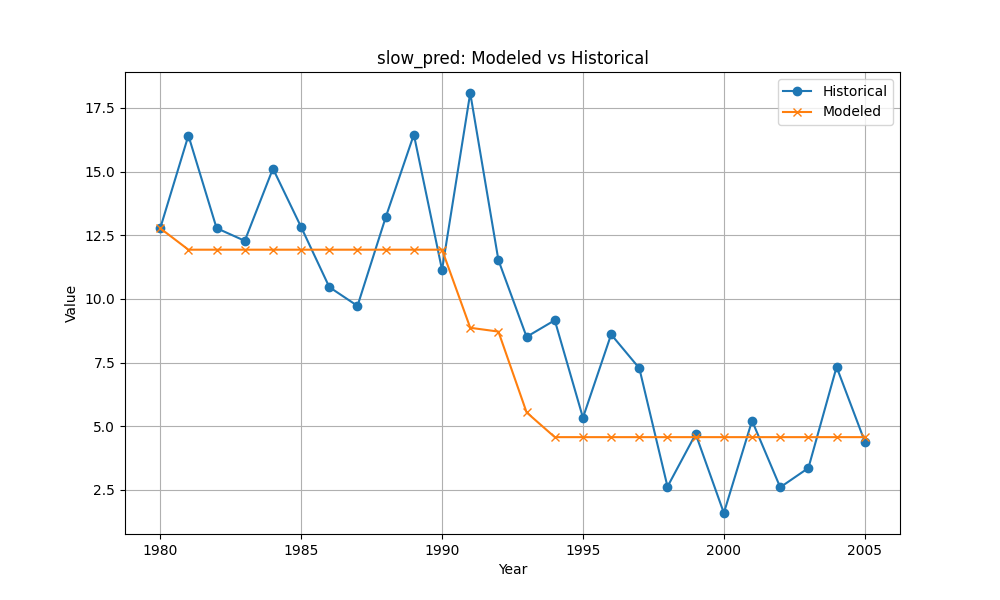 slow_pred: Modeled vs Historical
Historical
Modeled
17.5
15.0
12.5
10.0
7.5
5.0
2.5
Value
1980
1985
1990
1995
2000
2005
Year